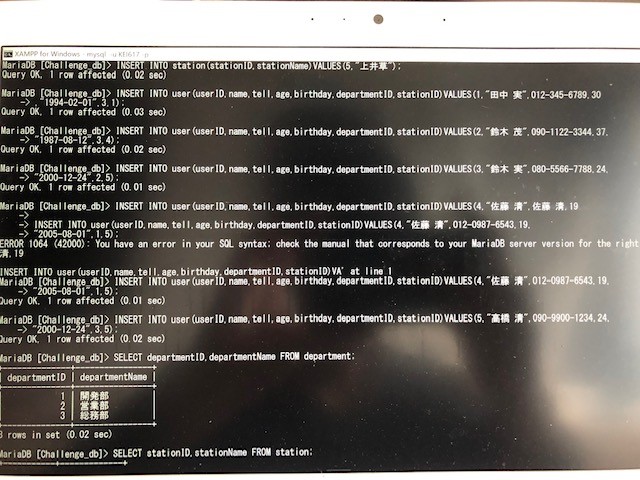 XAMPP for Windows - mysql -u KEI617 -p
MariaDB [Challenge_db]> INSERT INTO station(stationID,stationName)VALUES(5,"上井草");
Query OK, 1 row affected (0.02 sec)
MariaDB [Challenge_db]> INSERT INTO user(userID,name,tell,age,birthday,departmentID,stationID)VALUES(1,"田中 実",012-345-6789,30
-> ,"1994-02-01",3,1);
Query OK, 1 row affected (0.03 sec)
MariaDB [Challenge_db]> INSERT INTO user(userID,name,tell,age,birthday,departmentID,stationID)VALUES(2,"鈴木 茂",090-1122-3344,37,
-> "1987-08-12",3,4);
Query OK, 1 row affected (0.02 sec)
MariaDB [Challenge_db]> INSERT INTO user(userID,name,tell,age,birthday,departmentID,stationID)VALUES(3,"鈴木 実",080-5566-7788,24,
-> "2000-12-24",2,5);
Query OK, 1 row affected (0.01 sec)
MariaDB [Challenge_db]> INSERT INTO user(userID,name,tell,age,birthday,departmentID,stationID)VALUES(4,"佐藤 清",佐藤 清",19
->
-> INSERT INTO user(userID,name,tell,age,birthday,departmentID,stationID)VALUES(4,"佐藤 清",012-0987-6543,19,
-> "2005-08-01",1,5);
ERROR 1064 (42000): You have an error in your SQL syntax; check the manual that corresponds to your MariaDB server version for the right
清,19
INSERT INTO user(userID,name,tell,age,birthday,departmentID,stationID)VA' at line 1
MariaDB [Challenge_db]> INSERT INTO user(userID,name,tell,age,birthday,departmentID,stationID)VALUES(4,"佐藤 清",012-0987-6543,19,
-> "2005-08-01",1,5);
Query OK, 1 row affected (0.01 sec)
MariaDB [Challenge_db]> INSERT INTO user(userID,name,tell,age,birthday,departmentID,stationID)VALUES(5,"高橋 清",090-9900-1234,24,
-> "2000-12-24",3,5);
Query OK, 1 row affected (0.02 sec)
MariaDB [Challenge_db]> SELECT departmentID,departmentName FROM department;
| departmentID | departmentName |
| 1 | 開発部 |
| 2 | 営業部 |
| 3 | 総務部 |
3 rows in set (0.02 sec)
MariaDB [Challenge_db]> SELECT stationID,stationName FROM station;